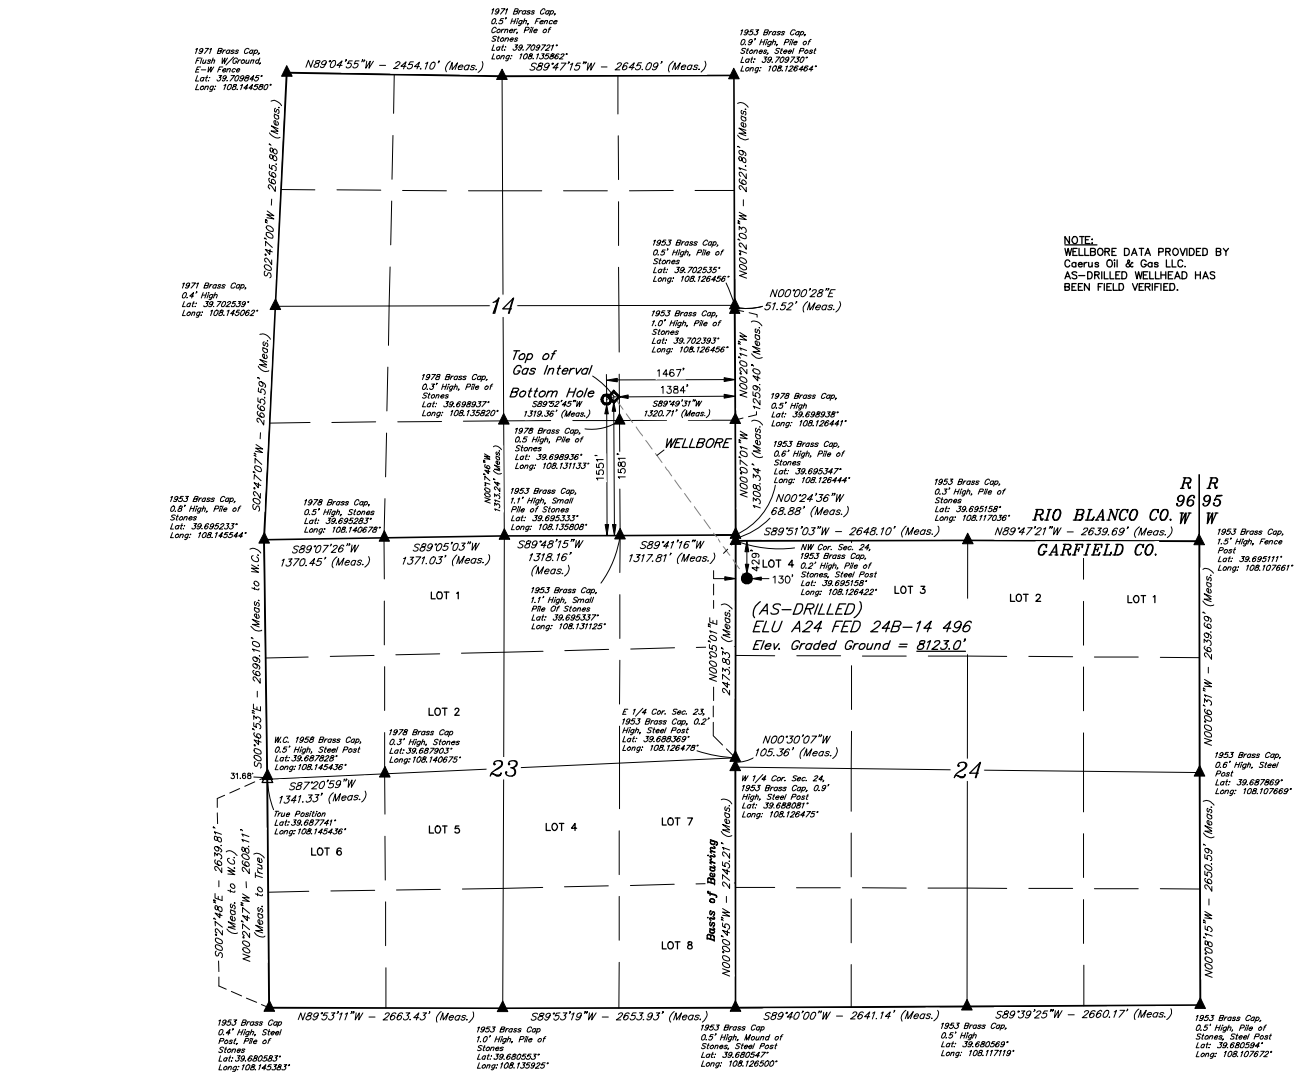 1971 Brass Cap,
0.5' High, Fence
Corner, Pile of
Stones
Lat: 39.709721°
Long: 108.135862°
1953 Brass Cap,
0.9' High, Pile of
Stones, Steel Post
Lat: 39.709730°
Long: 108.126464°
1971 Brass Cap,
Flush W/Ground,
E-W Fence
Lat: 39.709845°
Long: 108.144580°
N89°04'55"W - 2454.10' (Meas.)
S89°47'15"W - 2645.09' (Meas.)
S02°47'00"W - 2665.88' (Meas.)
N00°12'03"W - 2621.89' (Meas.)
NOTE:
WELLBORE DATA PROVIDED BY
Caerus Oil & Gas LLC.
AS-DRILLED WELLHEAD HAS
BEEN FIELD VERIFIED.
1953 Brass Cap,
0.5' High, Pile of
Stones
Lat: 39.702535°
Long: 108.126456°
1971 Brass Cap,
0.4' High
Lat: 39.702539°
Long: 108.145062°
14
N00°00'28"E
51.52' (Meas.)
1953 Brass Cap,
1.0' High, Pile of
Stones
Lat: 39.702393°
Long: 108.126456°
S02°47'07"W - 2665.59' (Meas.)
N00°20'11"W
1259.40' (Meas.)
Top of
Gas Interval
Bottom Hole
1467'
1384'
1978 Brass Cap,
0.3' High, Pile of
Stones
Lat: 39.698937°
Long: 108.135820°
S89°52'45"W
1319.36' (Meas.)
S89°49'31"W
1320.71' (Meas.)
1978 Brass Cap,
0.5' High
Lat: 39.698938°
Long: 108.126441°
1978 Brass Cap,
0.5 High, Pile of
Stones
Lat: 39.698936°
Long: 108.131133°
WELLBORE
1551'
1581'
N00°17'46"W
1313.24' (Meas.)
N00°07'01"W
1308.34' (Meas.)
1953 Brass Cap,
0.6' High, Pile of
Stones
Lat: 39.695347°
Long: 108.126444°
N00°24'36"W
68.88' (Meas.)
1953 Brass Cap,
0.3' High, Pile of
Stones
Lat: 39.695158°
Long: 108.117036°
R R
96 95
W W
1953 Brass Cap,
0.8' High, Pile of
Stones
Lat: 39.695233°
Long: 108.145544°
1978 Brass Cap,
0.5' High, Stones
Lat: 39.695283°
Long: 108.140678°
1953 Brass Cap,
1.1' High, Small
Pile of Stones
Lat: 39.695333°
Long: 108.135808°
RIO BLANCO CO.
S89°51'03"W - 2648.10' (Meas.)
N89°47'21"W - 2639.69' (Meas.)
GARFIELD CO.
1953 Brass Cap,
1.5' High, Fence
Post
Lat: 39.695111°
Long: 108.107661°
S89°07'26"W
1370.45' (Meas.)
S89°05'03"W
1371.03' (Meas.)
S89°48'15"W
1318.16'
(Meas.)
S89°41'16"W
1317.81' (Meas.)
NW Cor. Sec. 24,
1953 Brass Cap,
0.2' High, Pile of
Stones, Steel Post
Lat: 39.695158°
Long: 108.126422°
429'
LOT 4
130'
LOT 3
LOT 2
LOT 1
LOT 1
1953 Brass Cap,
1.1' High, Small
Pile Of Stones
Lat: 39.695337°
Long: 108.131125°
(AS-DRILLED)
ELU A24 FED 24B-14 496
Elev. Graded Ground = 8123.0'
S00°46'53"E - 2699.10' (Meas. to W.C.)
N00°05'01"E
2473.83' (Meas.)
N00°06'31"W - 2639.69' (Meas.)
LOT 2
E 1/4 Cor. Sec. 23,
1953 Brass Cap, 0.2'
High, Steel Post
Lat: 39.688369°
Long: 108.126478°
W.C. 1958 Brass Cap,
0.5' High, Steel Post
Lat: 39.687828°
Long: 108.145436°
1978 Brass Cap
0.3' High, Stones
Lat:39.687903°
Long: 108.140675°
N00°30'07"W
105.36' (Meas.)
23
24
31.68'
S87°20'59"W
1341.33' (Meas.)
1953 Brass Cap,
0.6' High, Steel
Post
Lat: 39.687869°
Long: 108.107669°
W 1/4 Cor. Sec. 24,
1953 Brass Cap, 0.9'
High, Steel Post
Lat: 39.688081°
Long: 108.126475°
True Position
Lat:39.687741°
Long:108.145436°
LOT 5
LOT 4
LOT 7
LOT 6
S00°27'48"E - 2639.81'
(Meas. to W.C.)
N00°27'47"W - 2608.11'
(Meas. to True)
Basis of Bearing
N00°00'45"W - 2745.21' (Meas.)
N00°08'15"W - 2650.59' (Meas.)
LOT 8
N89°53'11"W - 2663.43' (Meas.)
S89°53'19"W - 2653.93' (Meas.)
S89°40'00"W - 2641.14' (Meas.)
S89°39'25"W - 2660.17' (Meas.)
1953 Brass Cap
0.4' High, Steel
Post, Pile of
Stones
Lat:39.680583°
Long:108.145383°
1953 Brass Cap
1.0' High, Pile of
Stones
Lat:39.680553°
Long:108.135925°
1953 Brass Cap
0.5' High, Mound of
Stones, Steel Post
Lat: 39.680547°
Long: 108.126500°
1953 Brass Cap,
0.5' High
Lat: 39.680569°
Long: 108.117119°
1953 Brass Cap
0.5' High, Pile of
Stones, Steel Post
Lat: 39.680594°
Long: 108.107672°